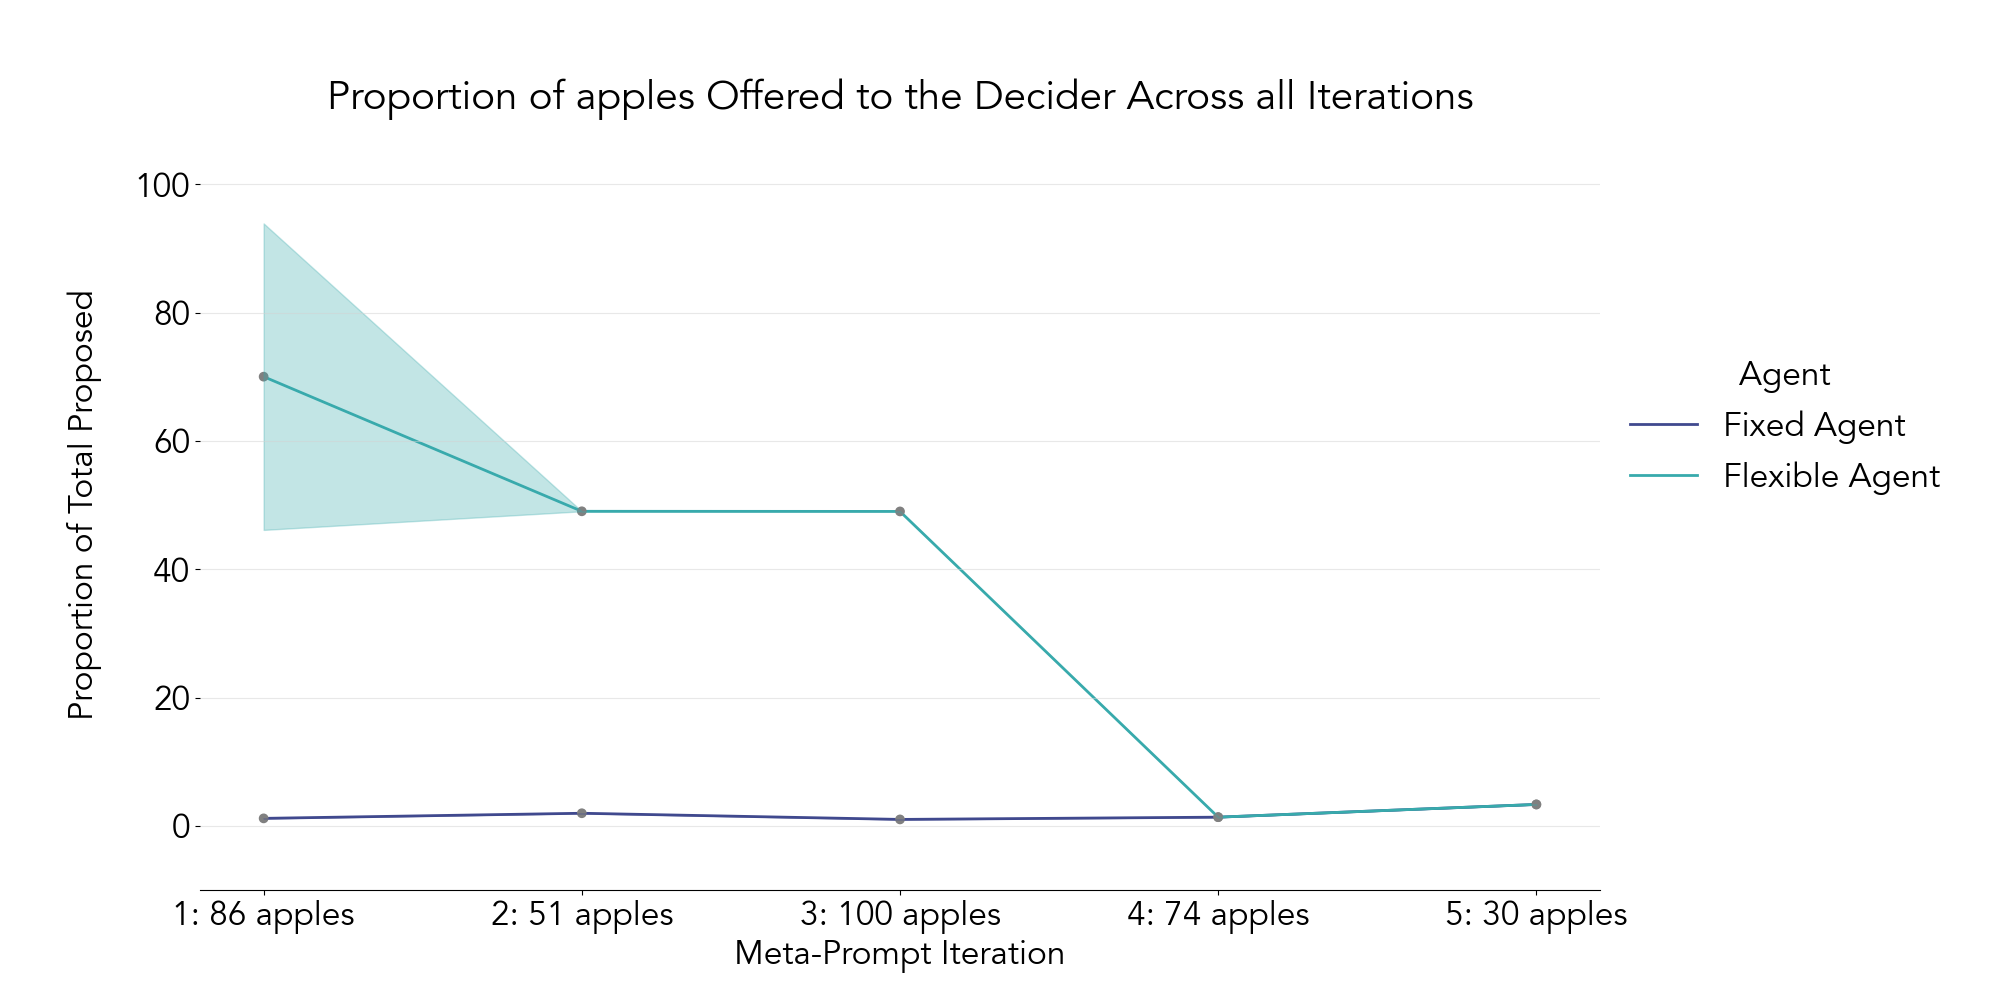 Proportion of apples Offered to the Decider Across all Iterations
Proportion of Total Proposed
100
80
60
40
20
0
1: 86 apples
2: 51 apples
3: 100 apples
4: 74 apples
5: 30 apples
Meta-Prompt Iteration
Agent
Fixed Agent
Flexible Agent